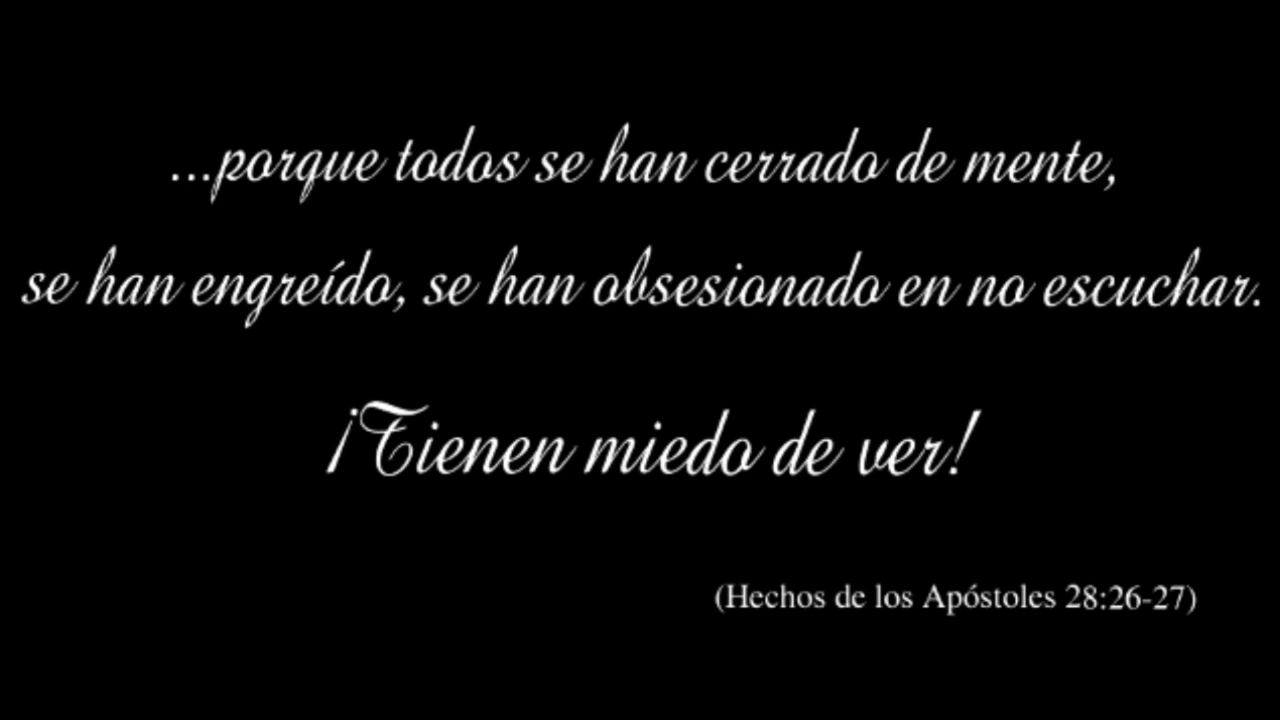 ...porque todos se han cerrado de mente,
se han engreído, se han obsesionado en no escuchar.
¡Tienen miedo de ver!
(Hechos de los Apóstoles 28:26-27)